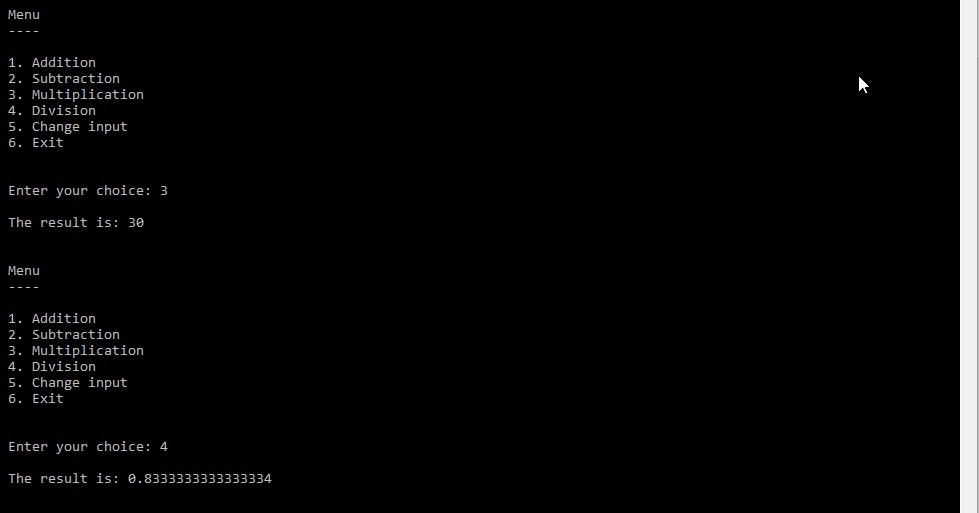 Menu
----
1. Addition
2. Subtraction
3. Multiplication
4. Division
5. Change input
6. Exit
Enter your choice: 3
The result is: 30
Menu
----
1. Addition
2. Subtraction
3. Multiplication
4. Division
5. Change input
6. Exit
Enter your choice: 4
The result is: 0.8333333333333334